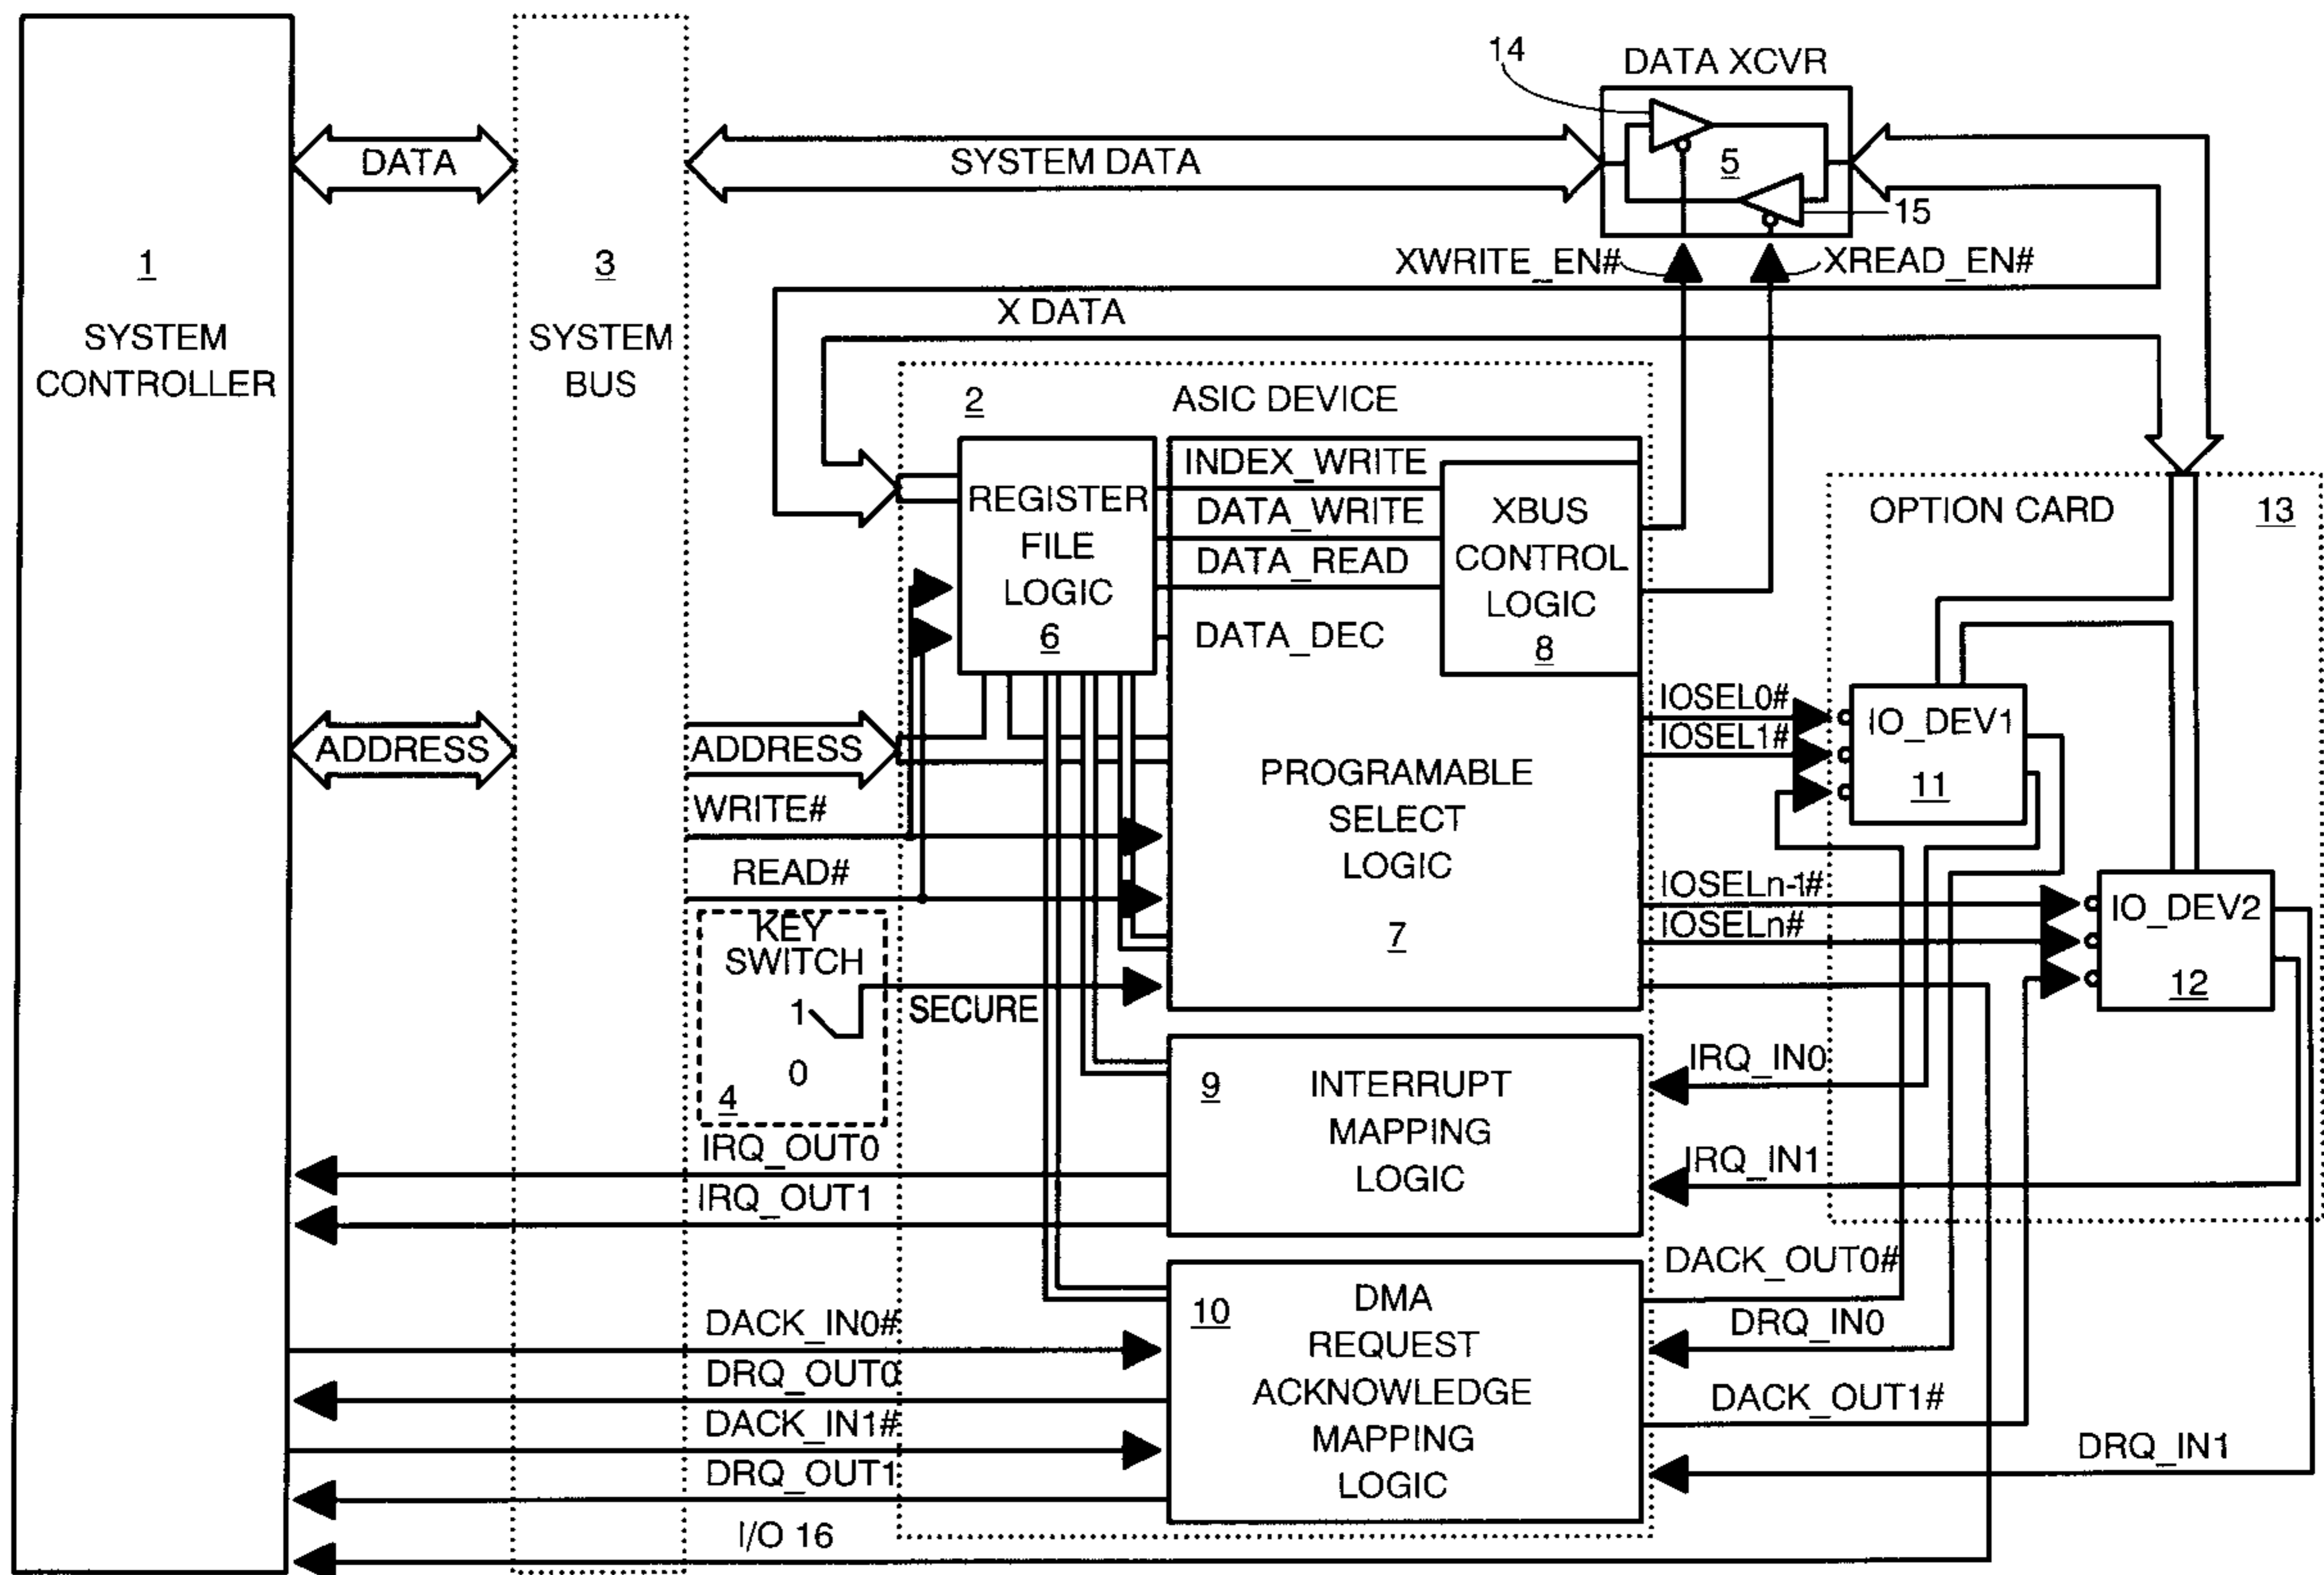 14
DATA XCVR
DATA
SYSTEM DATA
5
15
1
SYSTEM
CONTROLLER
3
SYSTEM
BUS
XWRITE_EN#
XREAD_EN#
X DATA
2
ASIC DEVICE
REGISTER
FILE
LOGIC
6
INDEX_WRITE
DATA_WRITE
DATA_READ
DATA_DEC
XBUS
CONTROL
LOGIC
8
OPTION CARD
13
ADDRESS
ADDRESS
WRITE#
READ#
PROGRAMABLE
SELECT
LOGIC
7
IOSEL0#
IOSEL1#
IO_DEV1
11
IOSELn-1#
IOSELn#
IO_DEV2
12
KEY
SWITCH
1
0
4
SECURE
9
INTERRUPT
MAPPING
LOGIC
IRQ_IN0
IRQ_IN1
IRQ_OUT0
IRQ_OUT1
10
DMA
REQUEST
ACKNOWLEDGE
MAPPING
LOGIC
DACK_OUT0#
DRQ_IN0
DACK_OUT1#
DRQ_IN1
DACK_IN0#
DRQ_OUT0
DACK_IN1#
DRQ_OUT1
I/O 16